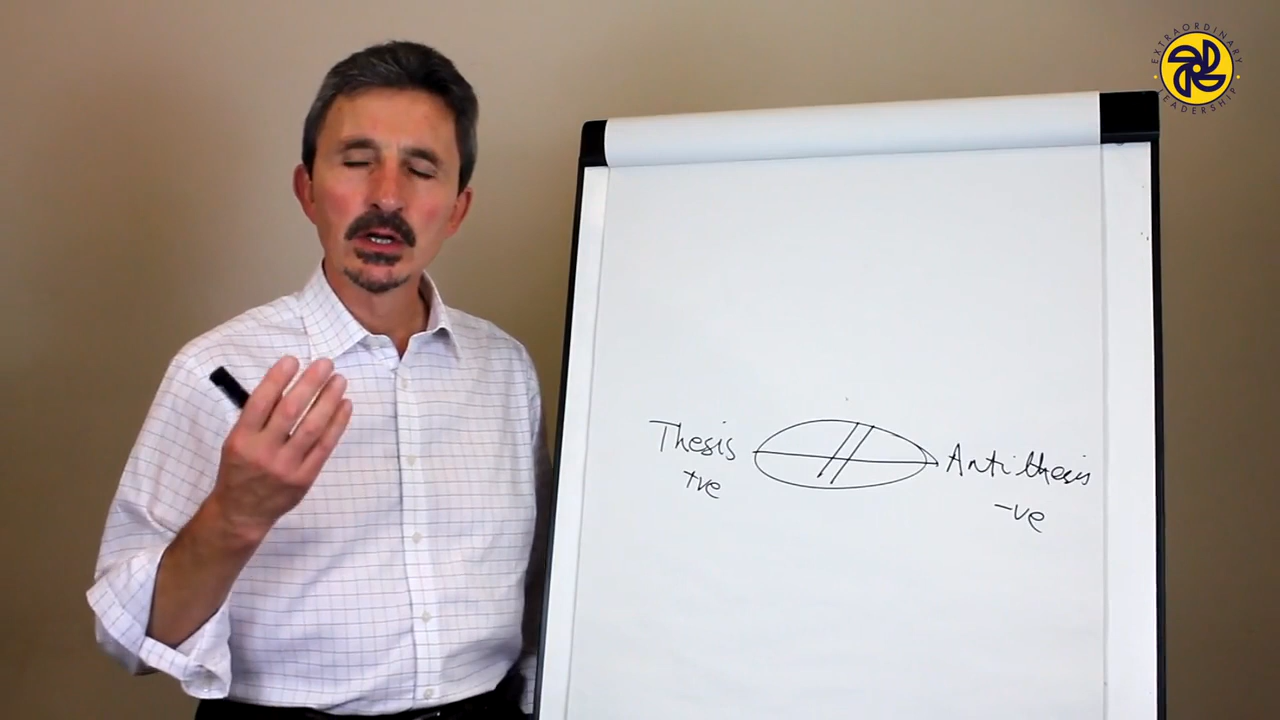 EXTRAORDINARY
LEADERSHIP
Thesis
+ve
Antithesis
-ve